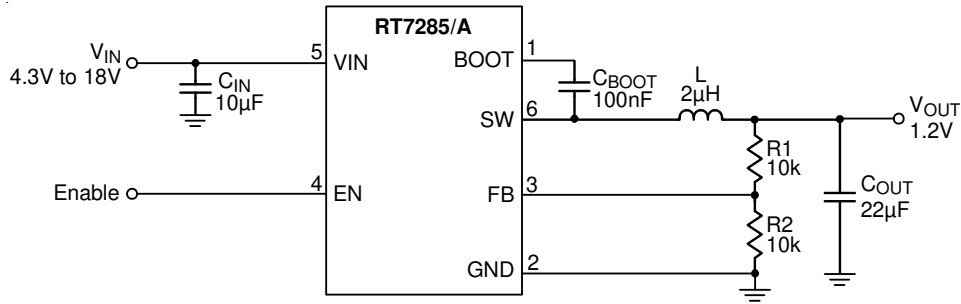 RT7285/A
VIN
4.3V to 18V
CIN
10µF
5
VIN
BOOT
1
CBOOT
100nF
SW
6
L
2µH
VOUT
1.2V
R1
10k
COUT
22µF
Enable
4
EN
FB
3
R2
10k
GND
2